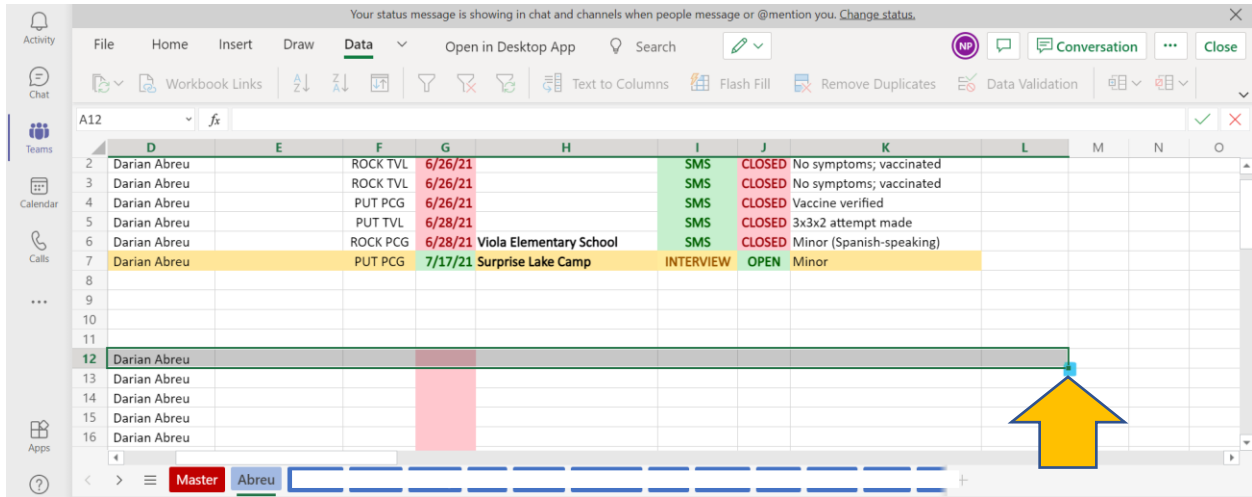 Your status message is showing in chat and channels when people message or @mention you. Change status.
Activity
Chat
Teams
Calendar
Calls
Apps
File Home Insert Draw Data Open in Desktop App Search NP Conversation Close
Workbook Links Text to Columns Flash Fill Remove Duplicates Data Validation
A12 fx
D E F G H I J K L M N O
2 Darian Abreu ROCK TVL 6/26/21 SMS CLOSED No symptoms; vaccinated
3 Darian Abreu ROCK TVL 6/26/21 SMS CLOSED No symptoms; vaccinated
4 Darian Abreu PUT PCG 6/26/21 SMS CLOSED Vaccine verified
5 Darian Abreu PUT TVL 6/28/21 SMS CLOSED 3x3x2 attempt made
6 Darian Abreu ROCK PCG 6/28/21 Viola Elementary School SMS CLOSED Minor (Spanish-speaking)
7 Darian Abreu PUT PCG 7/17/21 Surprise Lake Camp INTERVIEW OPEN Minor
8
9
10
11
12 Darian Abreu
13 Darian Abreu
14 Darian Abreu
15 Darian Abreu
16 Darian Abreu
Master Abreu